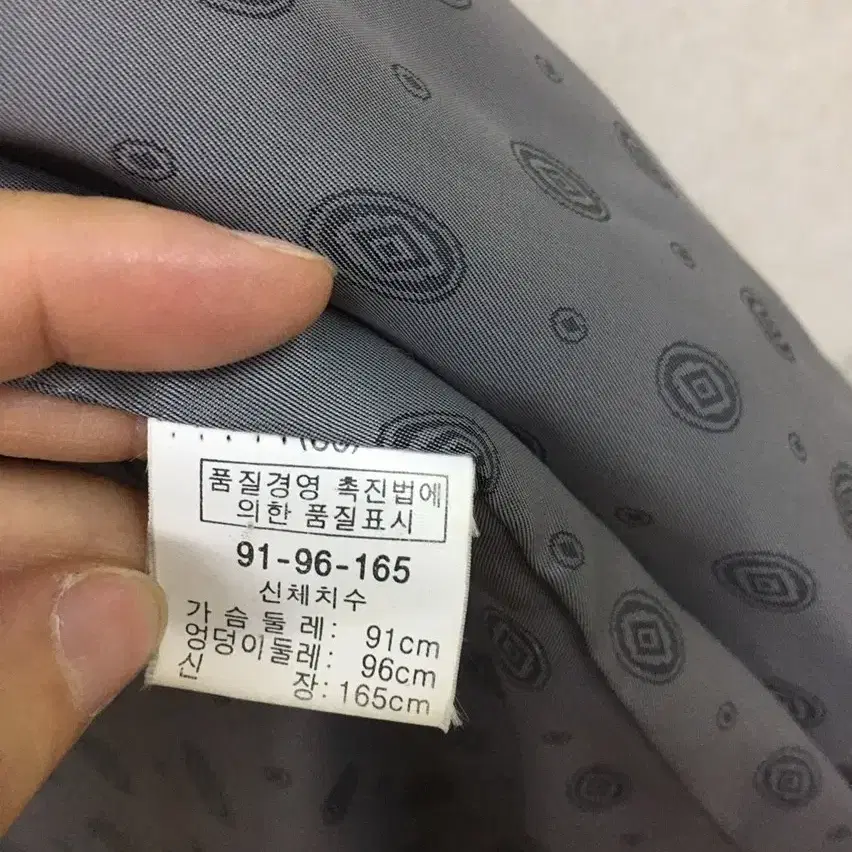 품질경영 촉진법에
의한 품질표시
91-96-165
신체치수
가 슴 둘 레: 91cm
엉덩이둘레: 96cm
신 장: 165cm